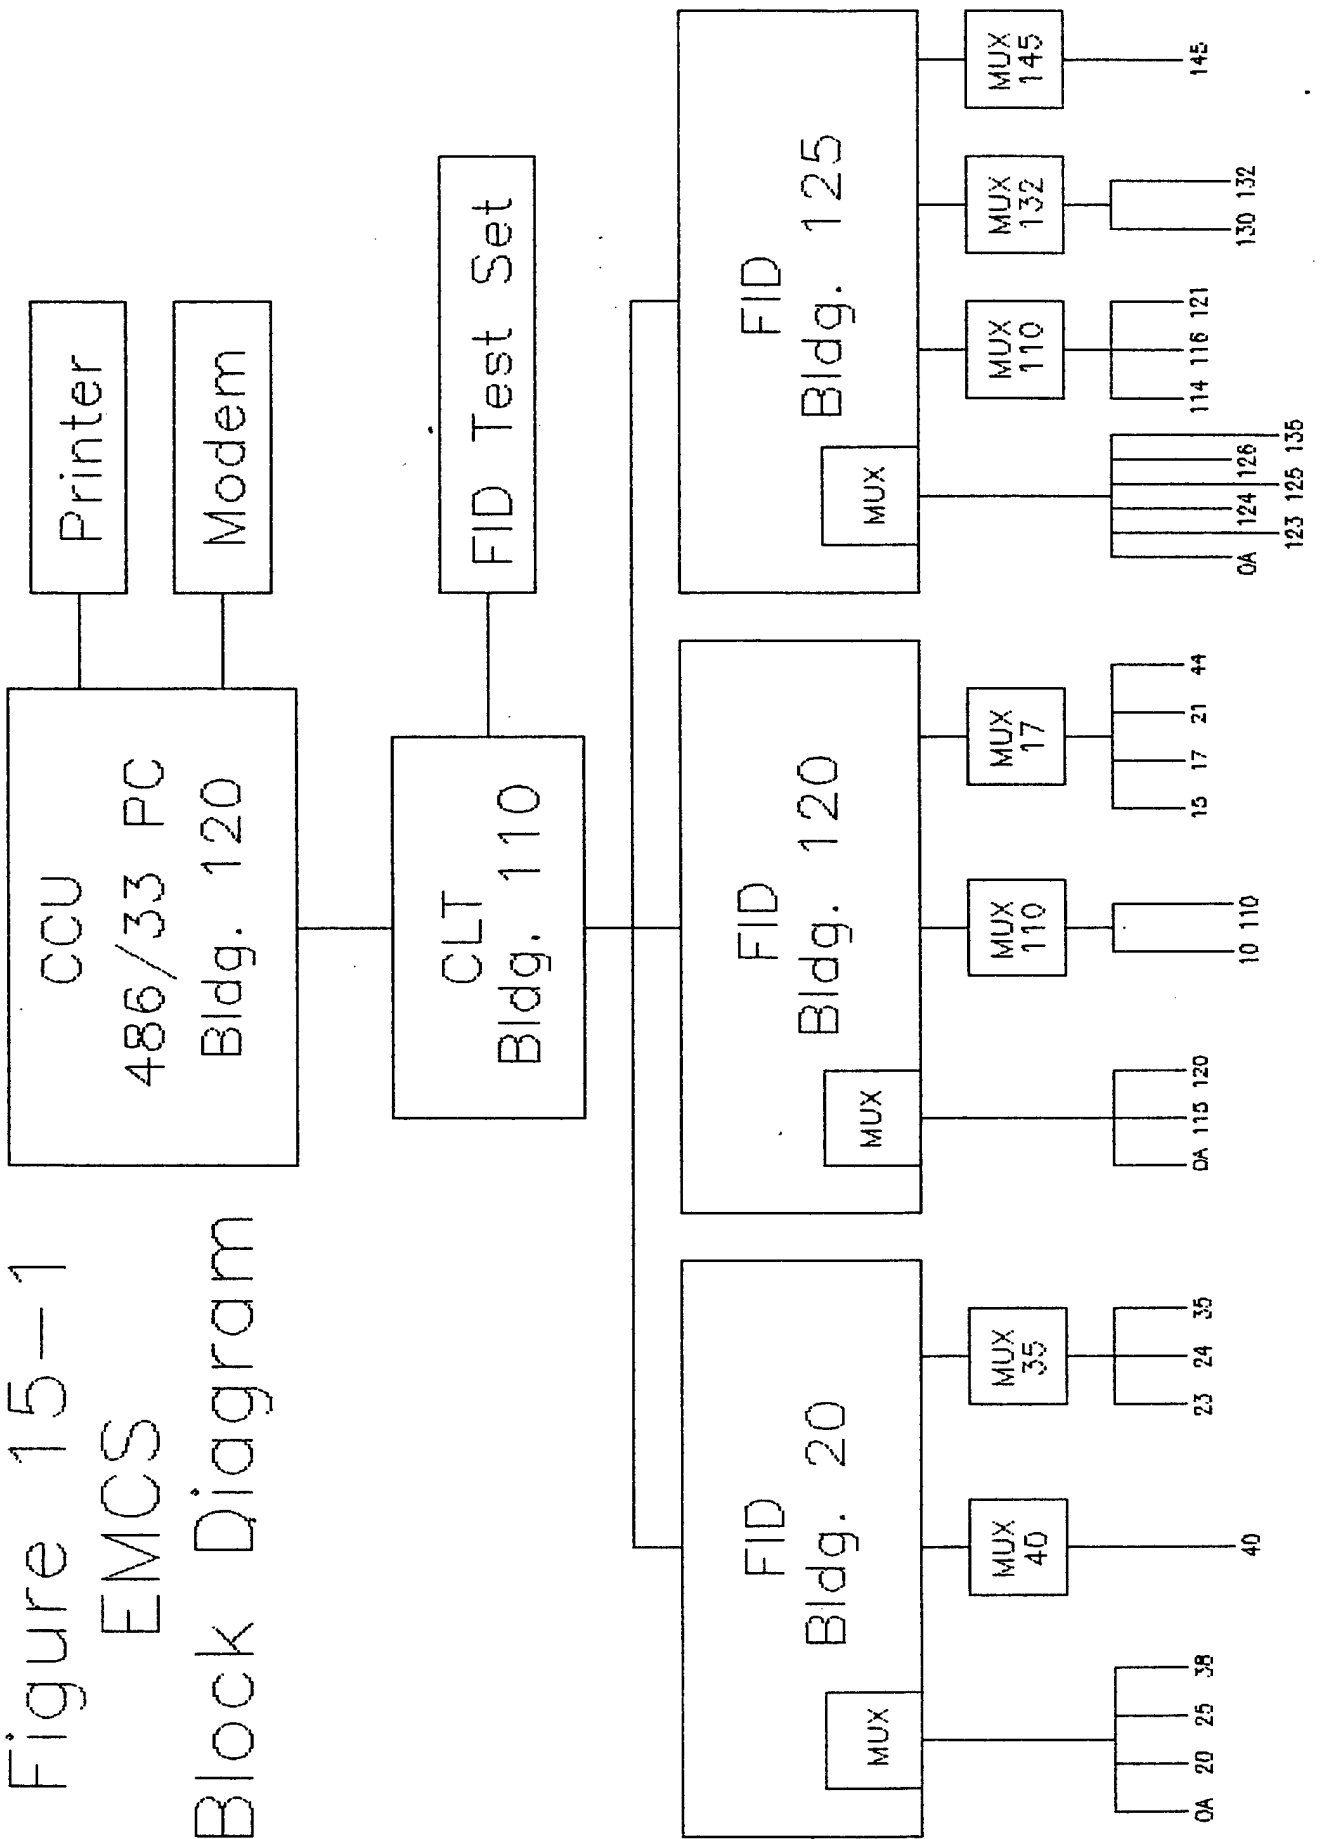 Figure 15-1
EMCS
Block Diagram
CCU
486/33 PC
Bldg. 120
Printer
Modem
CLT
Bldg. 110
FID Test Set
FID
Bldg. 20
MUX
MUX
40
MUX
35
0A 20 25 38
40
23 24 35
FID
Bldg. 120
MUX
MUX
110
MUX
17
0A 115 120
10 110
15 17 21 44
FID
Bldg. 125
MUX
MUX
110
MUX
132
MUX
145
0A 123 124 125 126 135
114 116 121
130 132
145